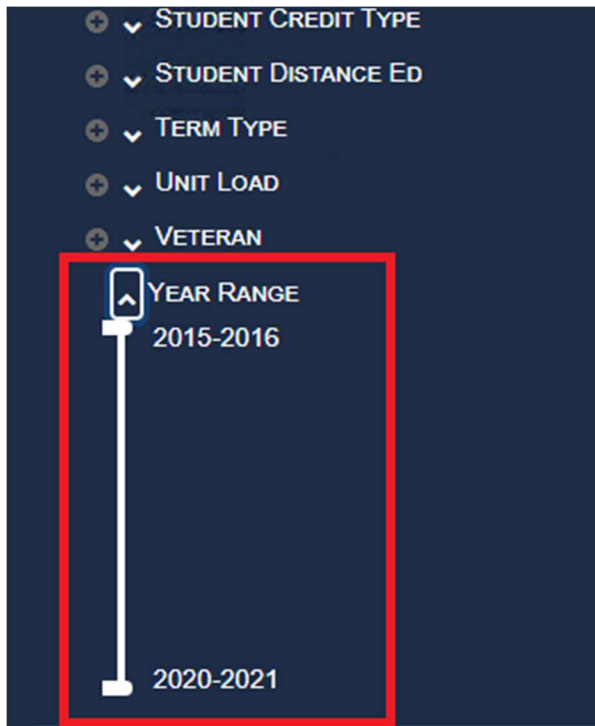 STUDENT CREDIT TYPE
STUDENT DISTANCE ED
TERM TYPE
UNIT LOAD
VETERAN
YEAR RANGE
2015-2016
2020-2021